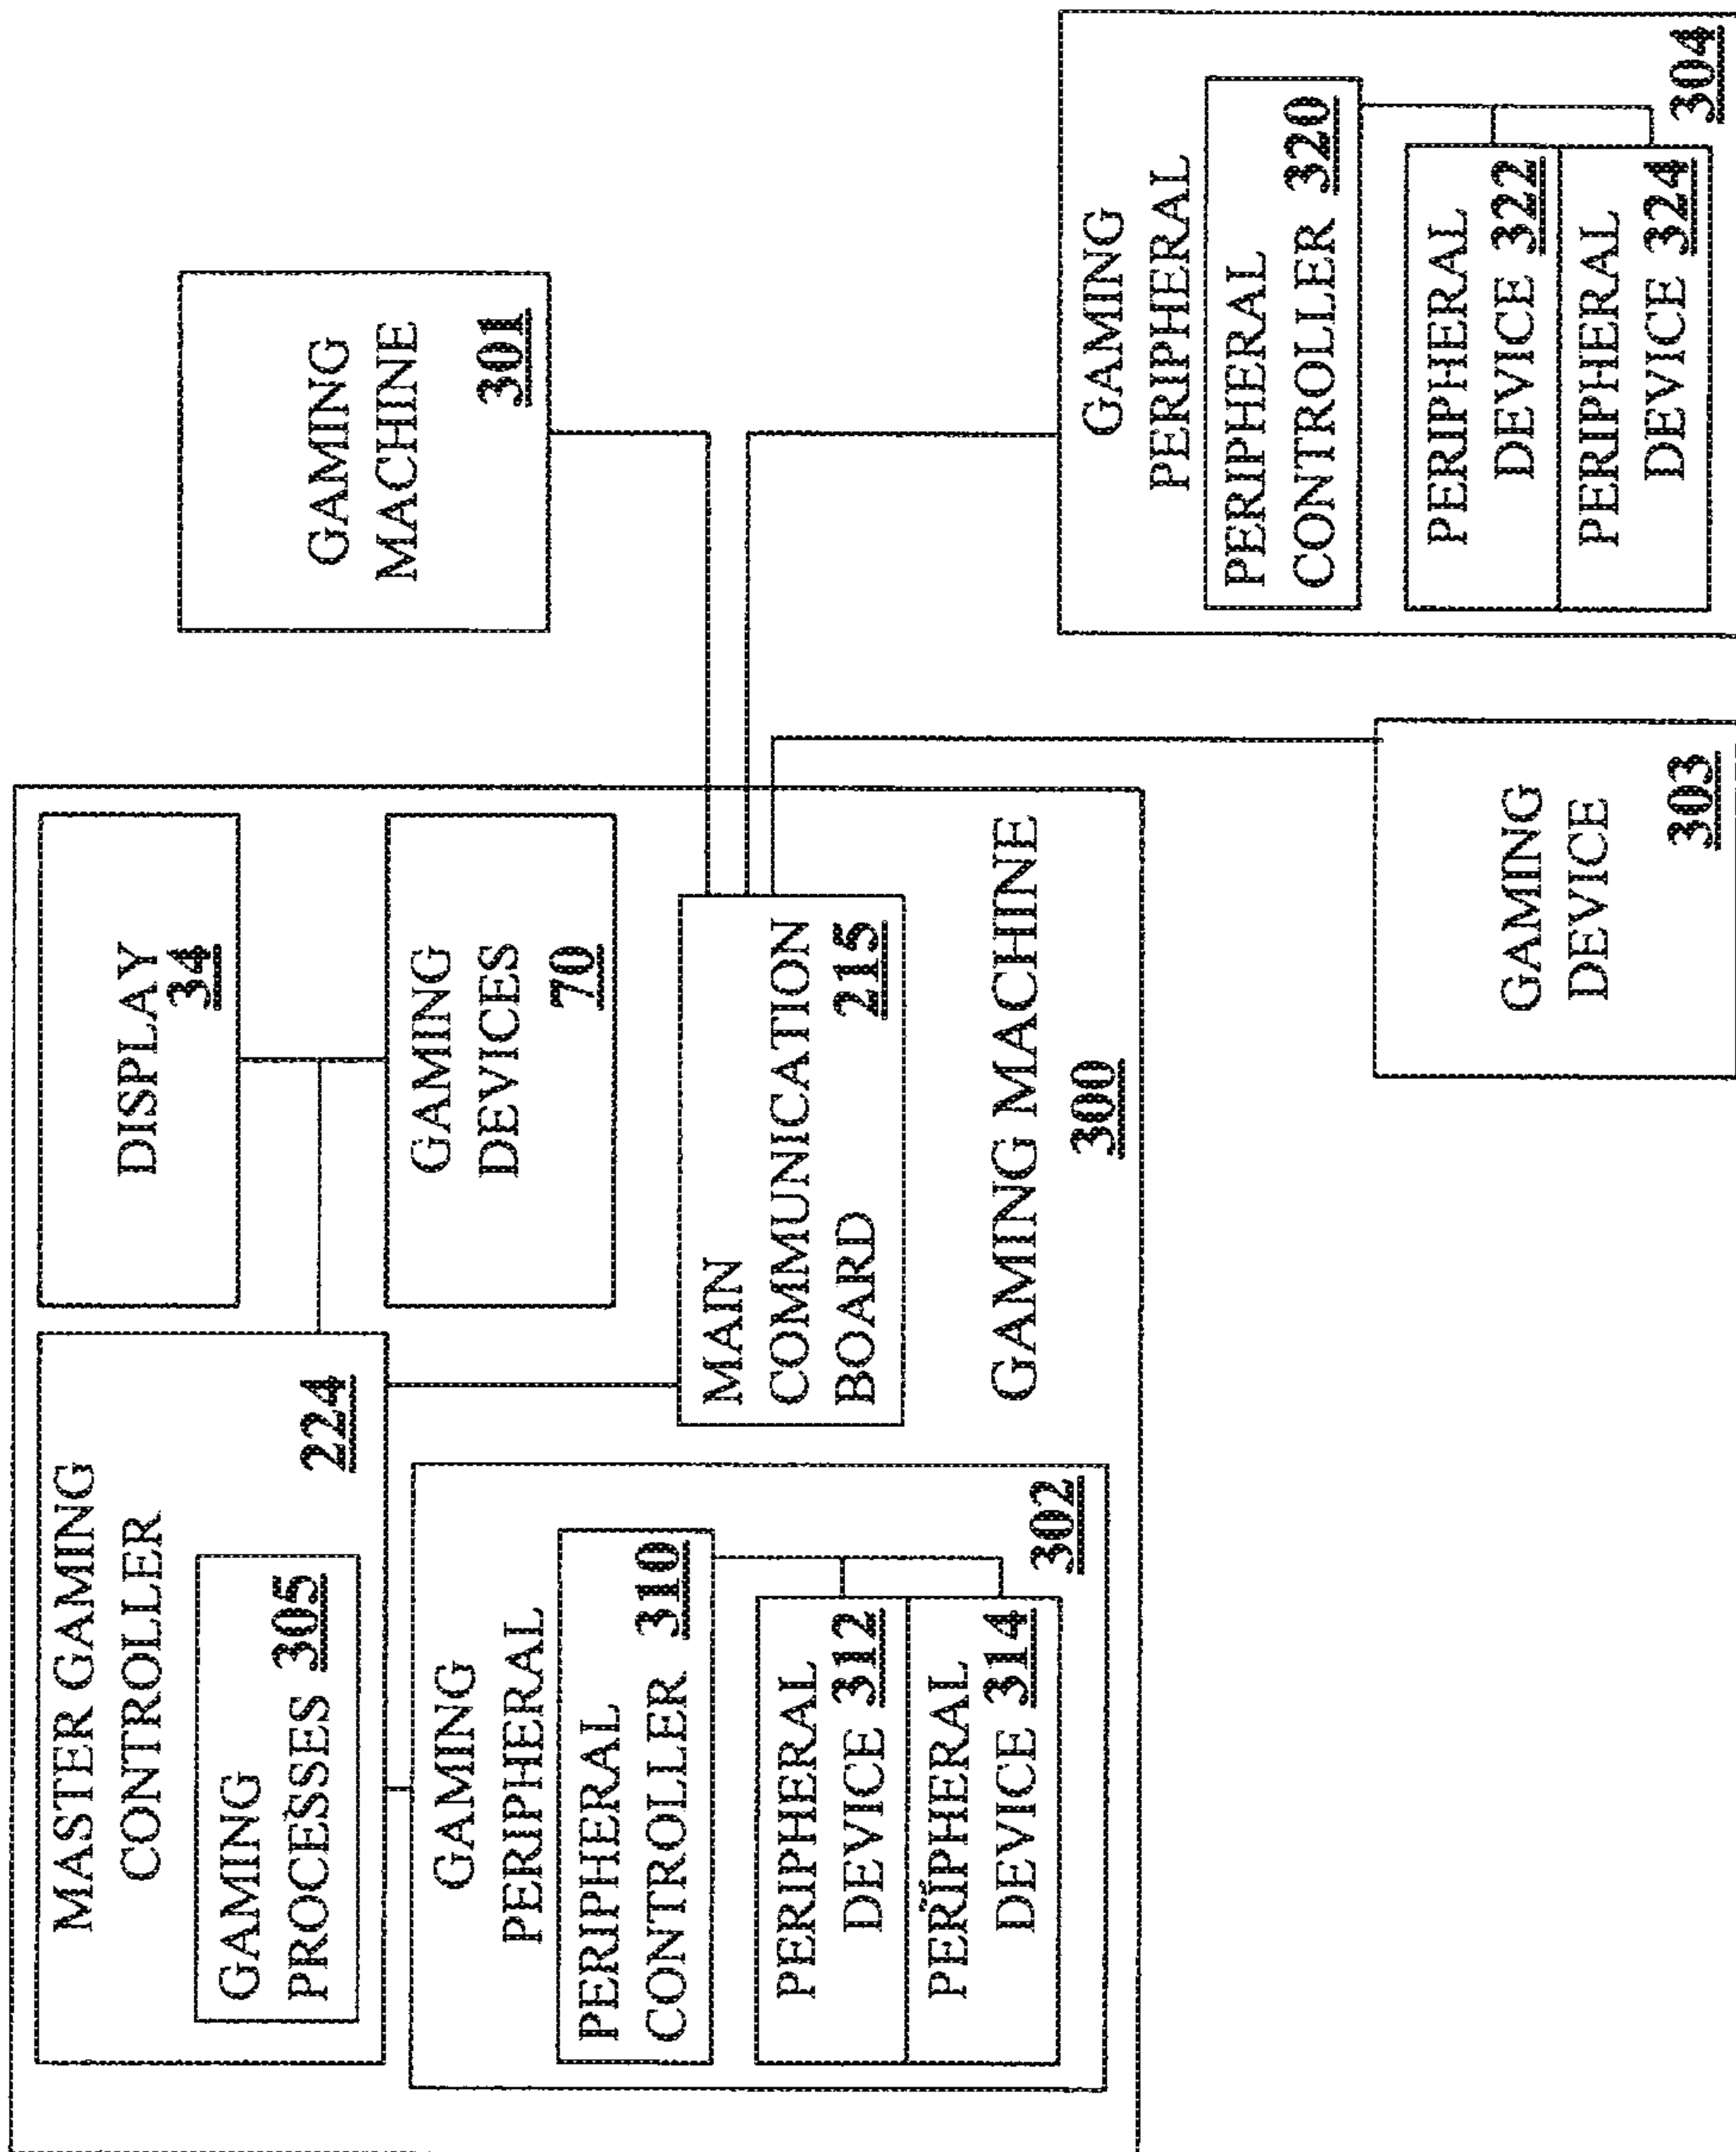 MASTER GAMING
CONTROLLER
224
GAMING
PROCESSES 305
DISPLAY
34
GAMING
DEVICES
70
GAMING
PERIPHERAL
PERIPHERAL
CONTROLLER 310
PERIPHERAL
DEVICE 312
PERIPHERAL
DEVICE 314
302
MAIN
COMMUNICATION
BOARD 215
GAMING MACHINE
300
GAMING
MACHINE
301
GAMING
DEVICE
303
GAMING
PERIPHERAL
PERIPHERAL
CONTROLLER 320
PERIPHERAL
DEVICE 322
PERIPHERAL
DEVICE 324
304